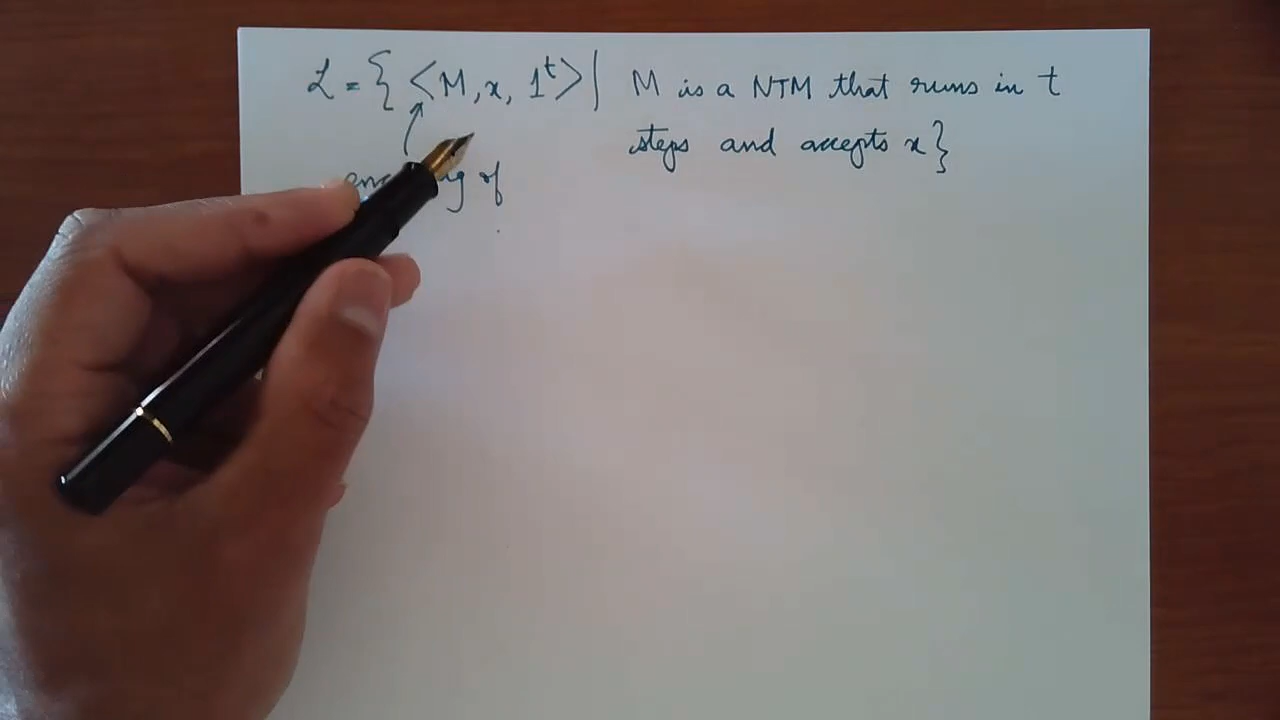 L = { <M, x, 1^t> | M is a NTM that runs in t
steps and accepts x}
of